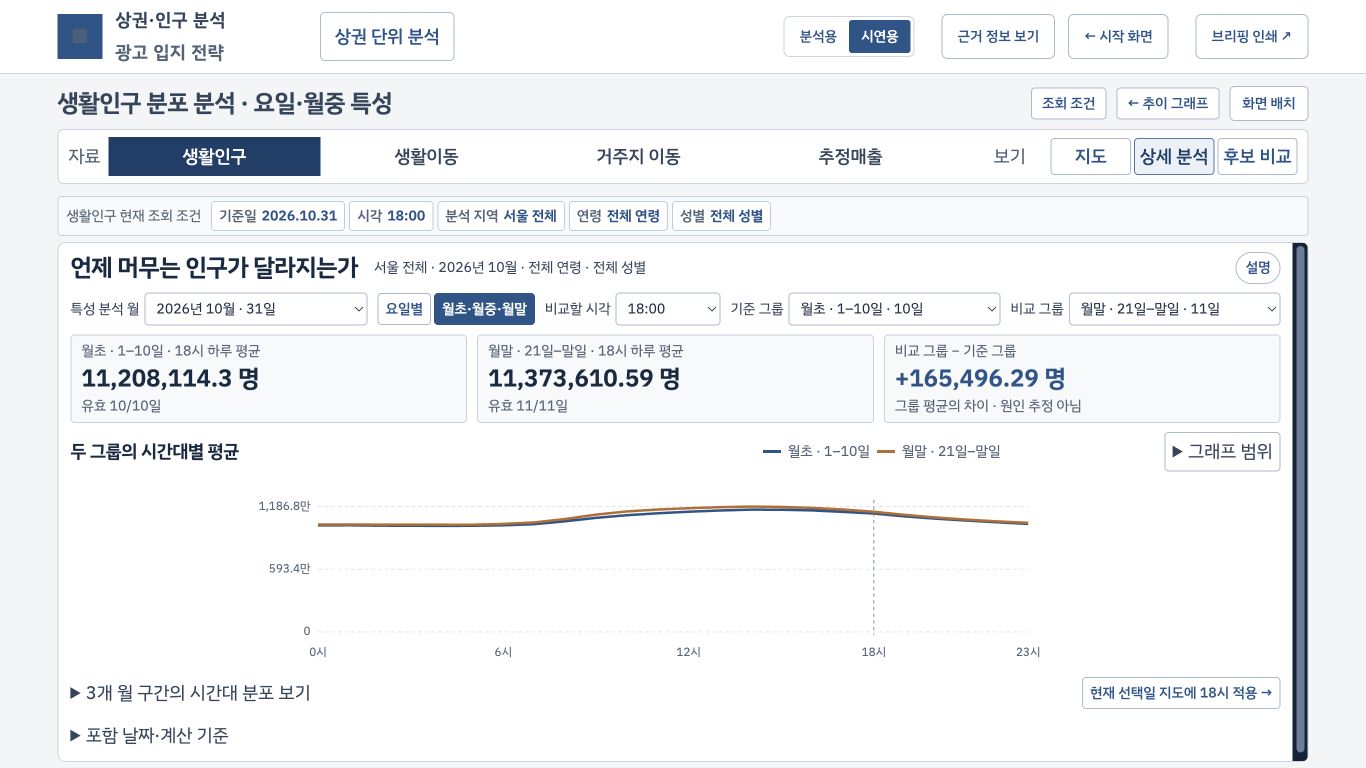 상권·인구 분석
광고 입지 전략
상권 단위 분석
분석용 시연용 근거 정보 보기 ← 시작 화면 브리핑 인쇄 ↗
생활인구 분포 분석 · 요일·월중 특성
조회 조건 ← 추이 그래프 화면 배치
자료 생활인구 생활이동 거주지 이동 추정매출 보기 지도 상세 분석 후보 비교
생활인구 현재 조회 조건 기준일 2026.10.31 시각 18:00 분석 지역 서울 전체 연령 전체 연령 성별 전체 성별
언제 머무는 인구가 달라지는가 서울 전체 · 2026년 10월 · 전체 연령 · 전체 성별 설명
특성 분석 월 2026년 10월 · 31일 요일별 월초·월중·월말 비교할 시각 18:00 기준 그룹 월초 · 1–10일 · 10일 비교 그룹 월말 · 21일–말일 · 11일
월초 · 1–10일 · 18시 하루 평균
11,208,114.3 명
유효 10/10일
월말 · 21일–말일 · 18시 하루 평균
11,373,610.59 명
유효 11/11일
비교 그룹 − 기준 그룹
+165,496.29 명
그룹 평균의 차이 · 원인 추정 아님
두 그룹의 시간대별 평균 월초 · 1–10일 월말 · 21일–말일 ▶ 그래프 범위
1,186.8만
593.4만
0
0시 6시 12시 18시 23시
▶ 3개 월 구간의 시간대 분포 보기 현재 선택일 지도에 18시 적용 →
▶ 포함 날짜·계산 기준